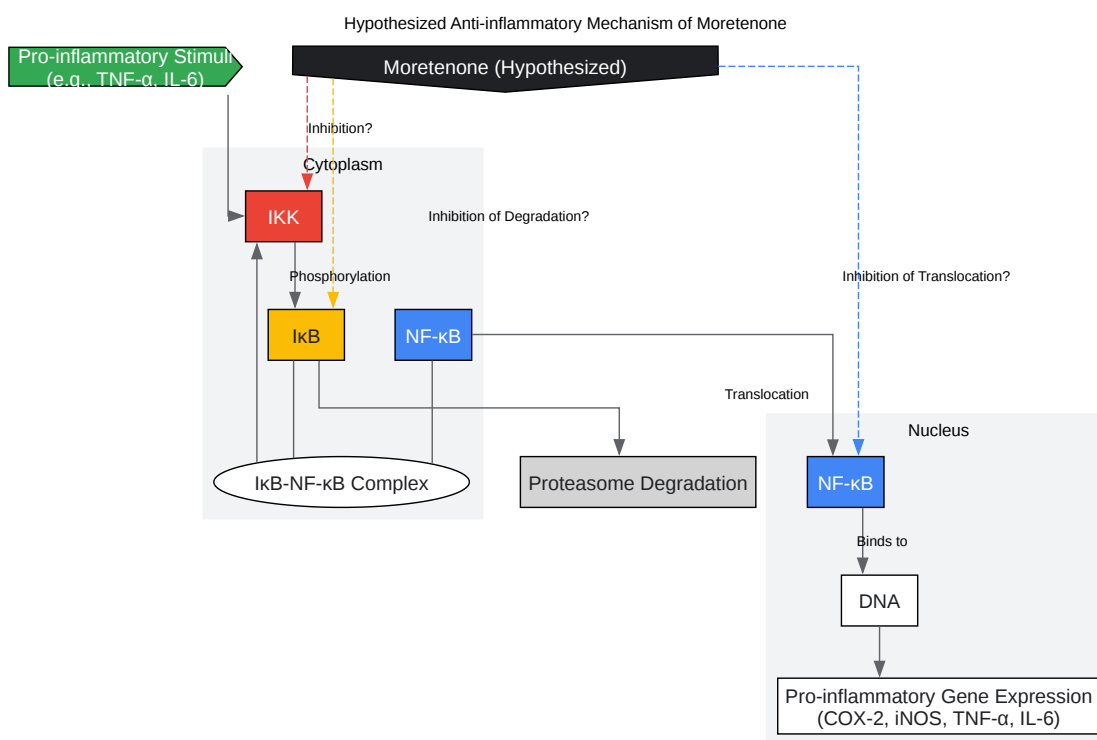 Hypothesized Anti-inflammatory Mechanism of Moretenone
Pro-inflammatory Stimuli
(e.g., TNF-α, IL-6)
Moretenone (Hypothesized)
Inhibition?
Cytoplasm
IKK
Inhibition of Degradation?
Phosphorylation
Inhibition of Translocation?
IκB
NF-κB
Translocation
Nucleus
IκB-NF-κB Complex
Proteasome Degradation
NF-κB
Binds to
DNA
Pro-inflammatory Gene Expression
(COX-2, iNOS, TNF-α, IL-6)